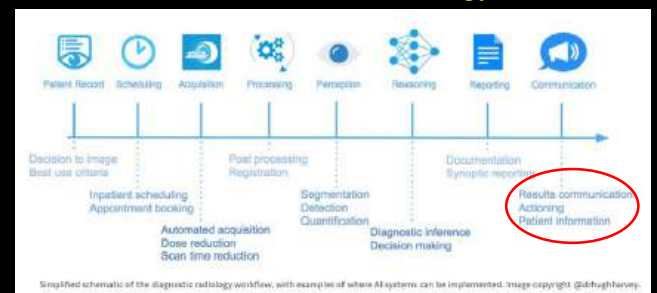 Patient Record Scheduling Acquisition Processing Perception Reasoning Reporting Communication
Decision to image
Best use criteria
Post processing
Registration
Documentation
Synoptic reporting
Inpatient scheduling
Appointment booking
Segmentation
Detection
Quantification
Results communication
Actioning
Patient information
Automated acquisition
Dose reduction
Scan time reduction
Diagnostic inference
Decision making
Simplified schematic of the diagnostic radiology workflow, with examples of where AI systems can be implemented. Image copyright @drhughharvey.